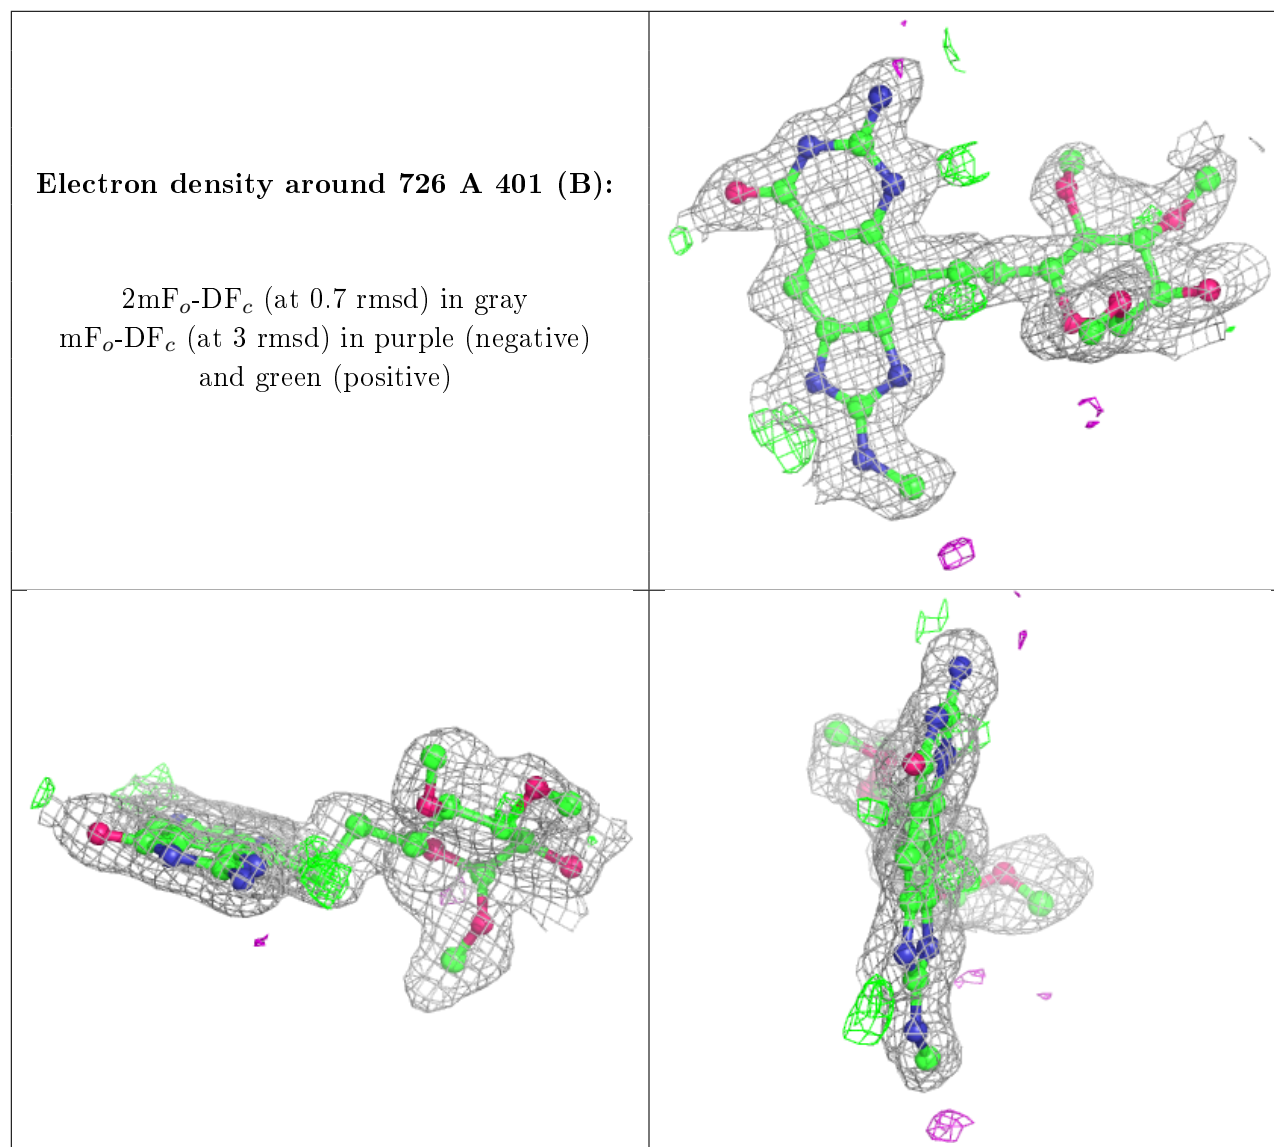 Electron density around 726 A 401 (B):
2mFₒ-DF𝒸 (at 0.7 rmsd) in gray
mFₒ-DF𝒸 (at 3 rmsd) in purple (negative)
and green (positive)